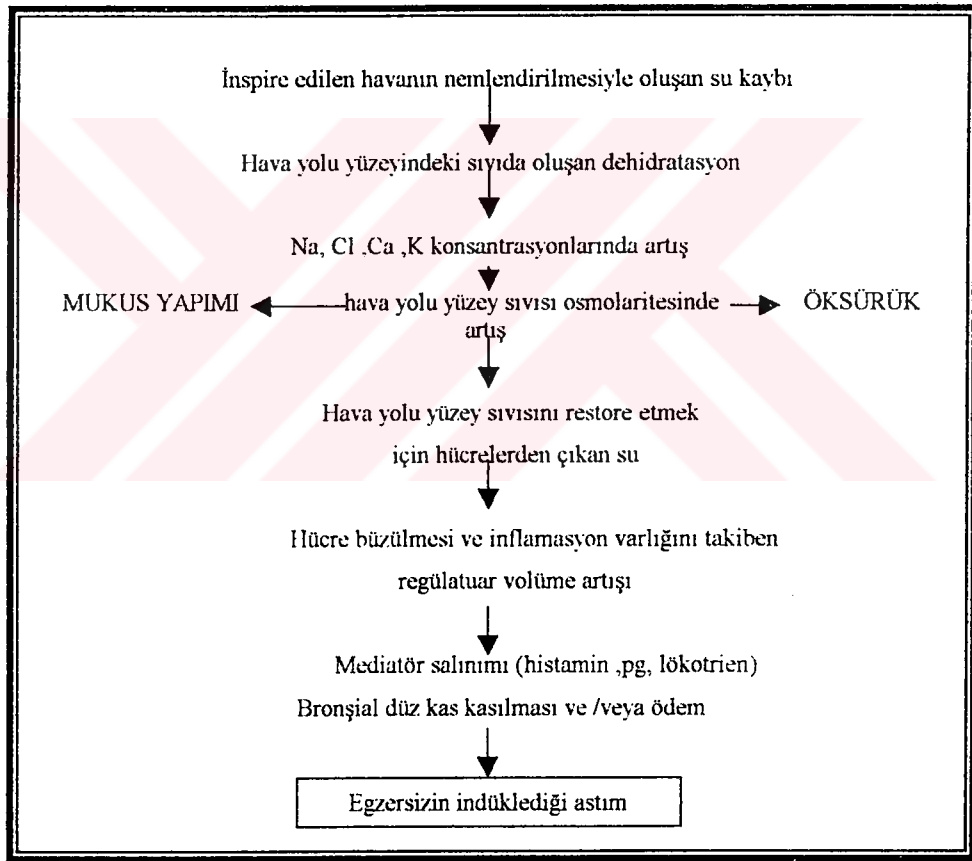 İnspire edilen havanın nemlendirilmesiyle oluşan su kaybı
Hava yolu yüzeyindeki sıvıda oluşan dehidratasyon
Na, Cl ,Ca ,K konsantrasyonlarında artış
MUKUS YAPIMI hava yolu yüzey sıvısı osmolaritesinde ÖKSÜRÜK
artış
Hava yolu yüzey sıvısını restore etmek
için hücrelerden çıkan su
Hücre büzülmesi ve inflamasyon varlığını takiben
regülatuar volüme artışı
Mediatör salınımı (histamin ,pg, lökotrien)
Bronşial düz kas kasılması ve /veya ödem
Egzersizin indüklediği astım